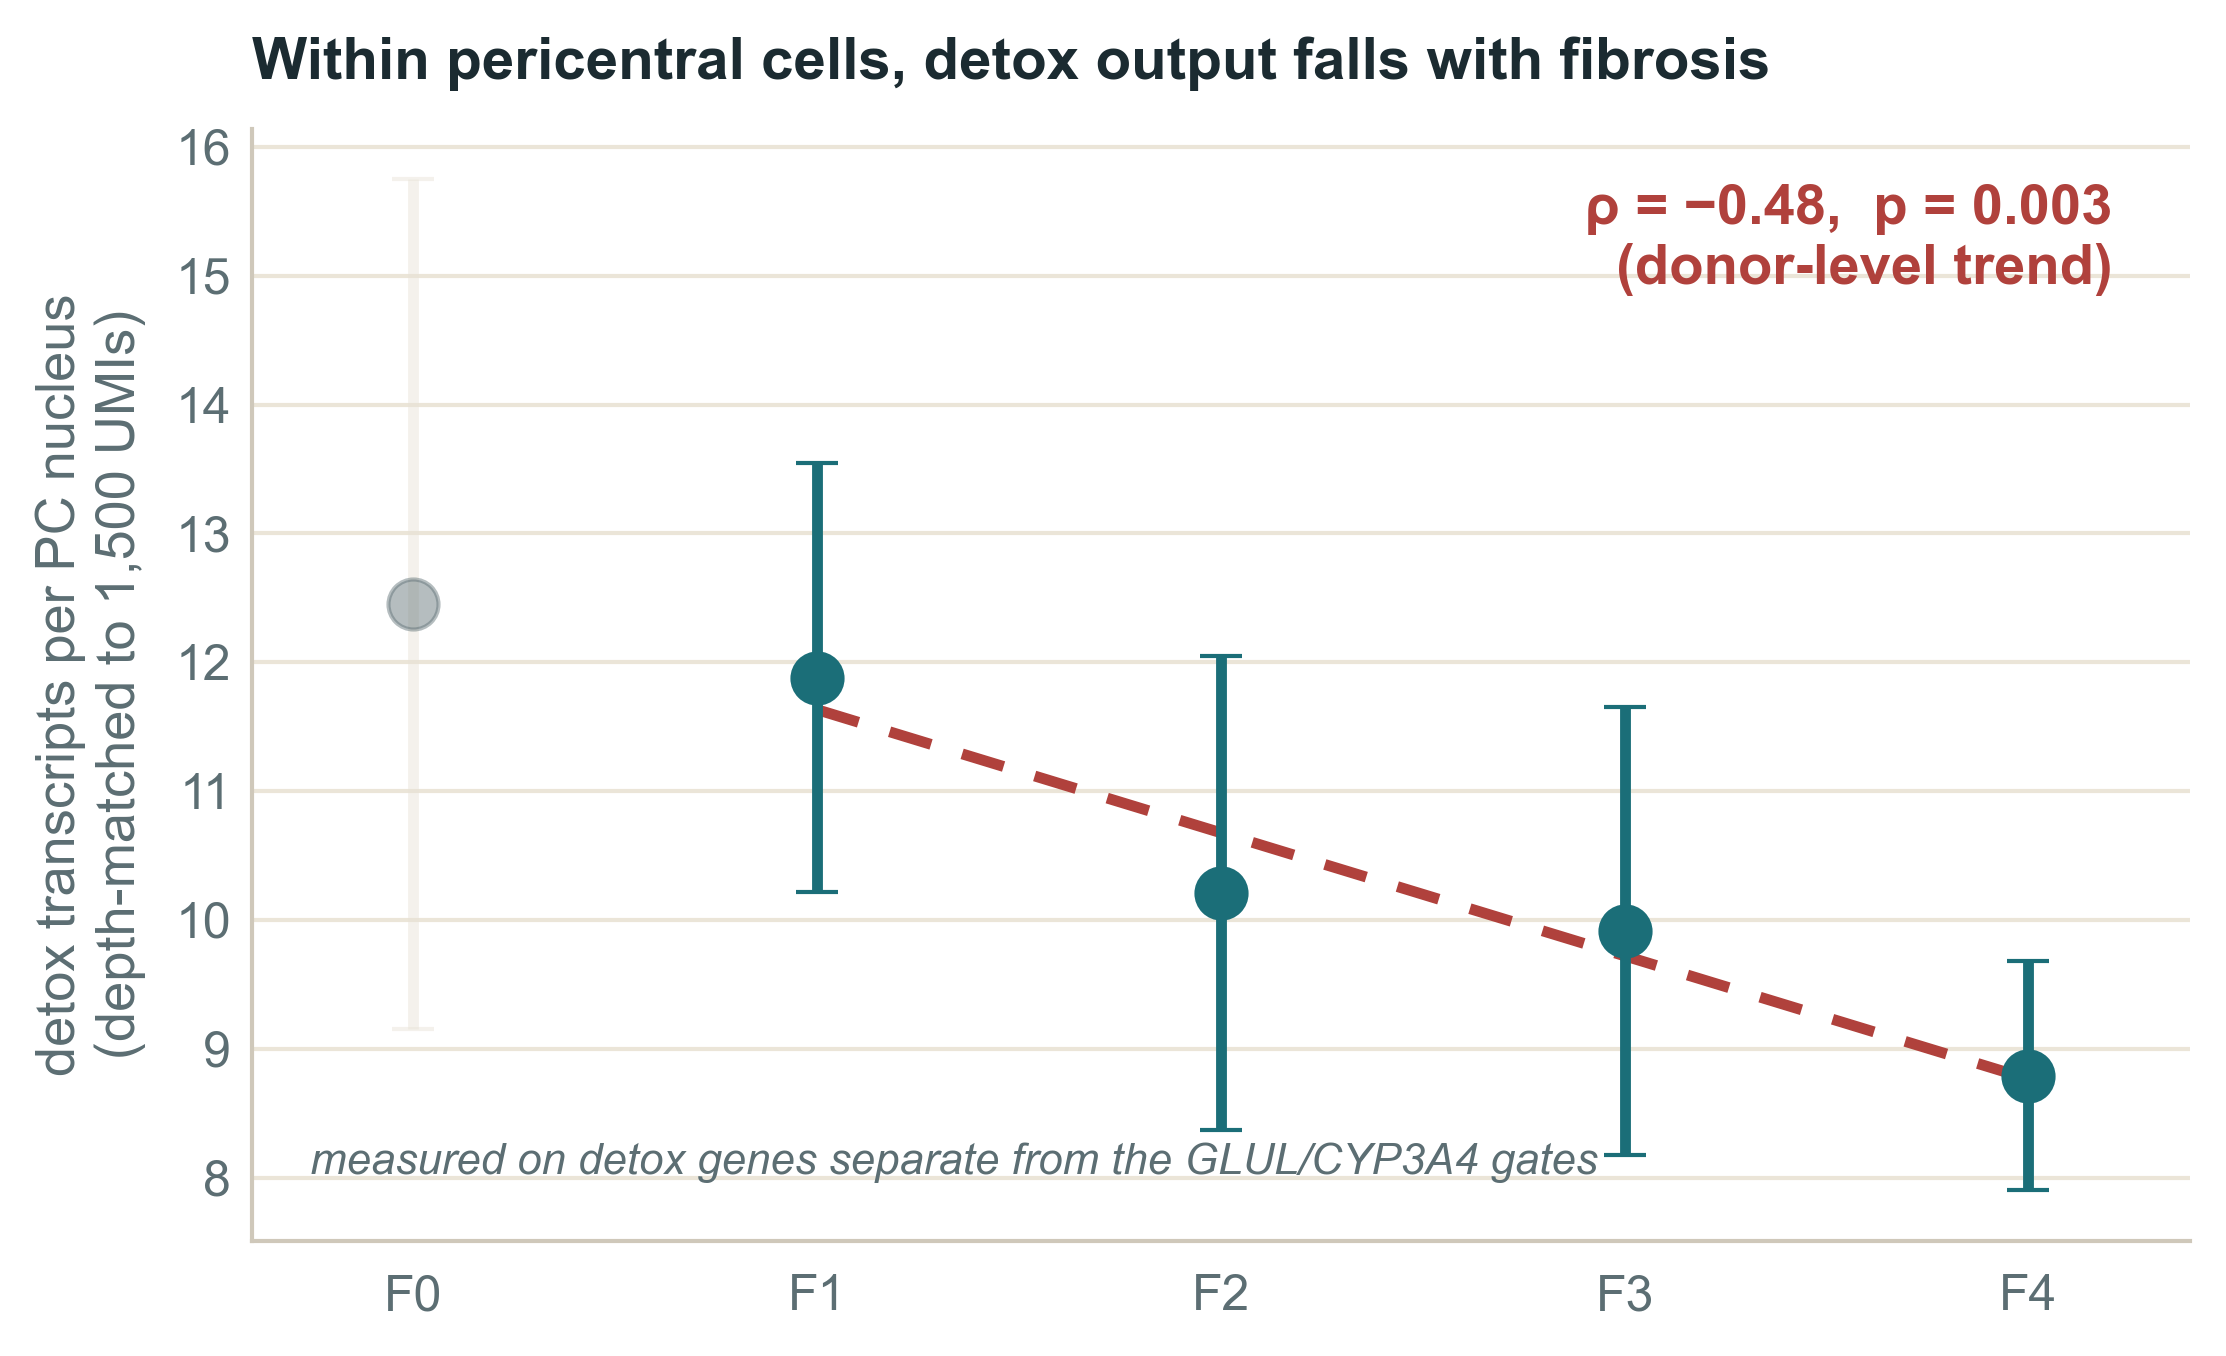 Within pericentral cells, detox output falls with fibrosis
detox transcripts per PC nucleus
(depth-matched to 1,500 UMIs)
16
15
14
13
12
11
10
9
8
ρ = −0.48,  p = 0.003
(donor-level trend)
measured on detox genes separate from the GLUL/CYP3A4 gates
F0
F1
F2
F3
F4